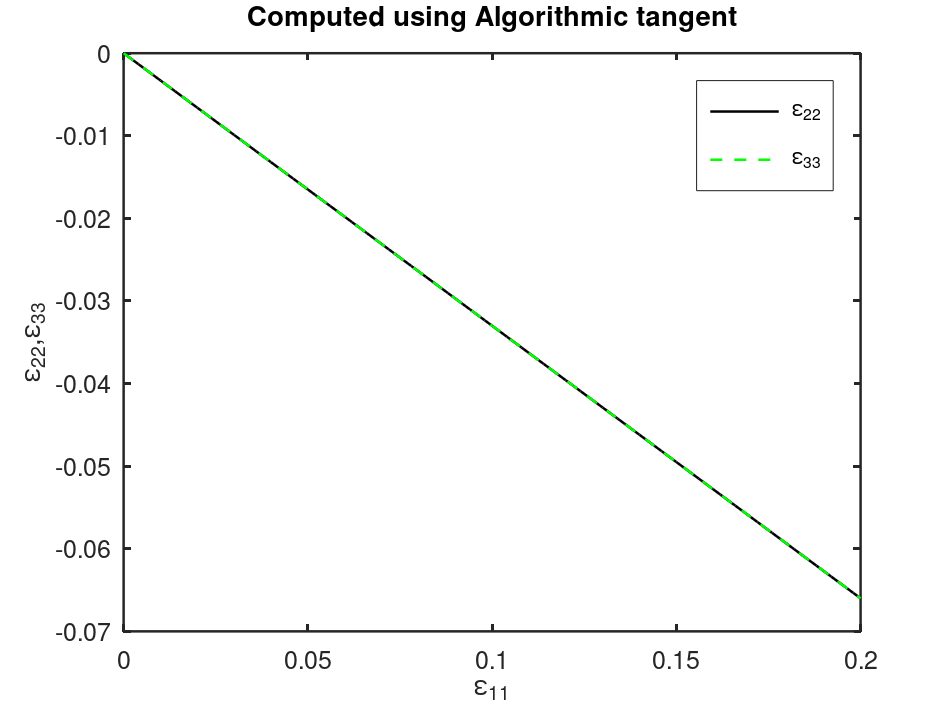 Computed using Algorithmic tangent
0
-0.01
-0.02
-0.03
-0.04
-0.05
-0.06
-0.07
ε22,ε33
ε22
ε33
0 0.05 0.1 0.15 0.2
ε11